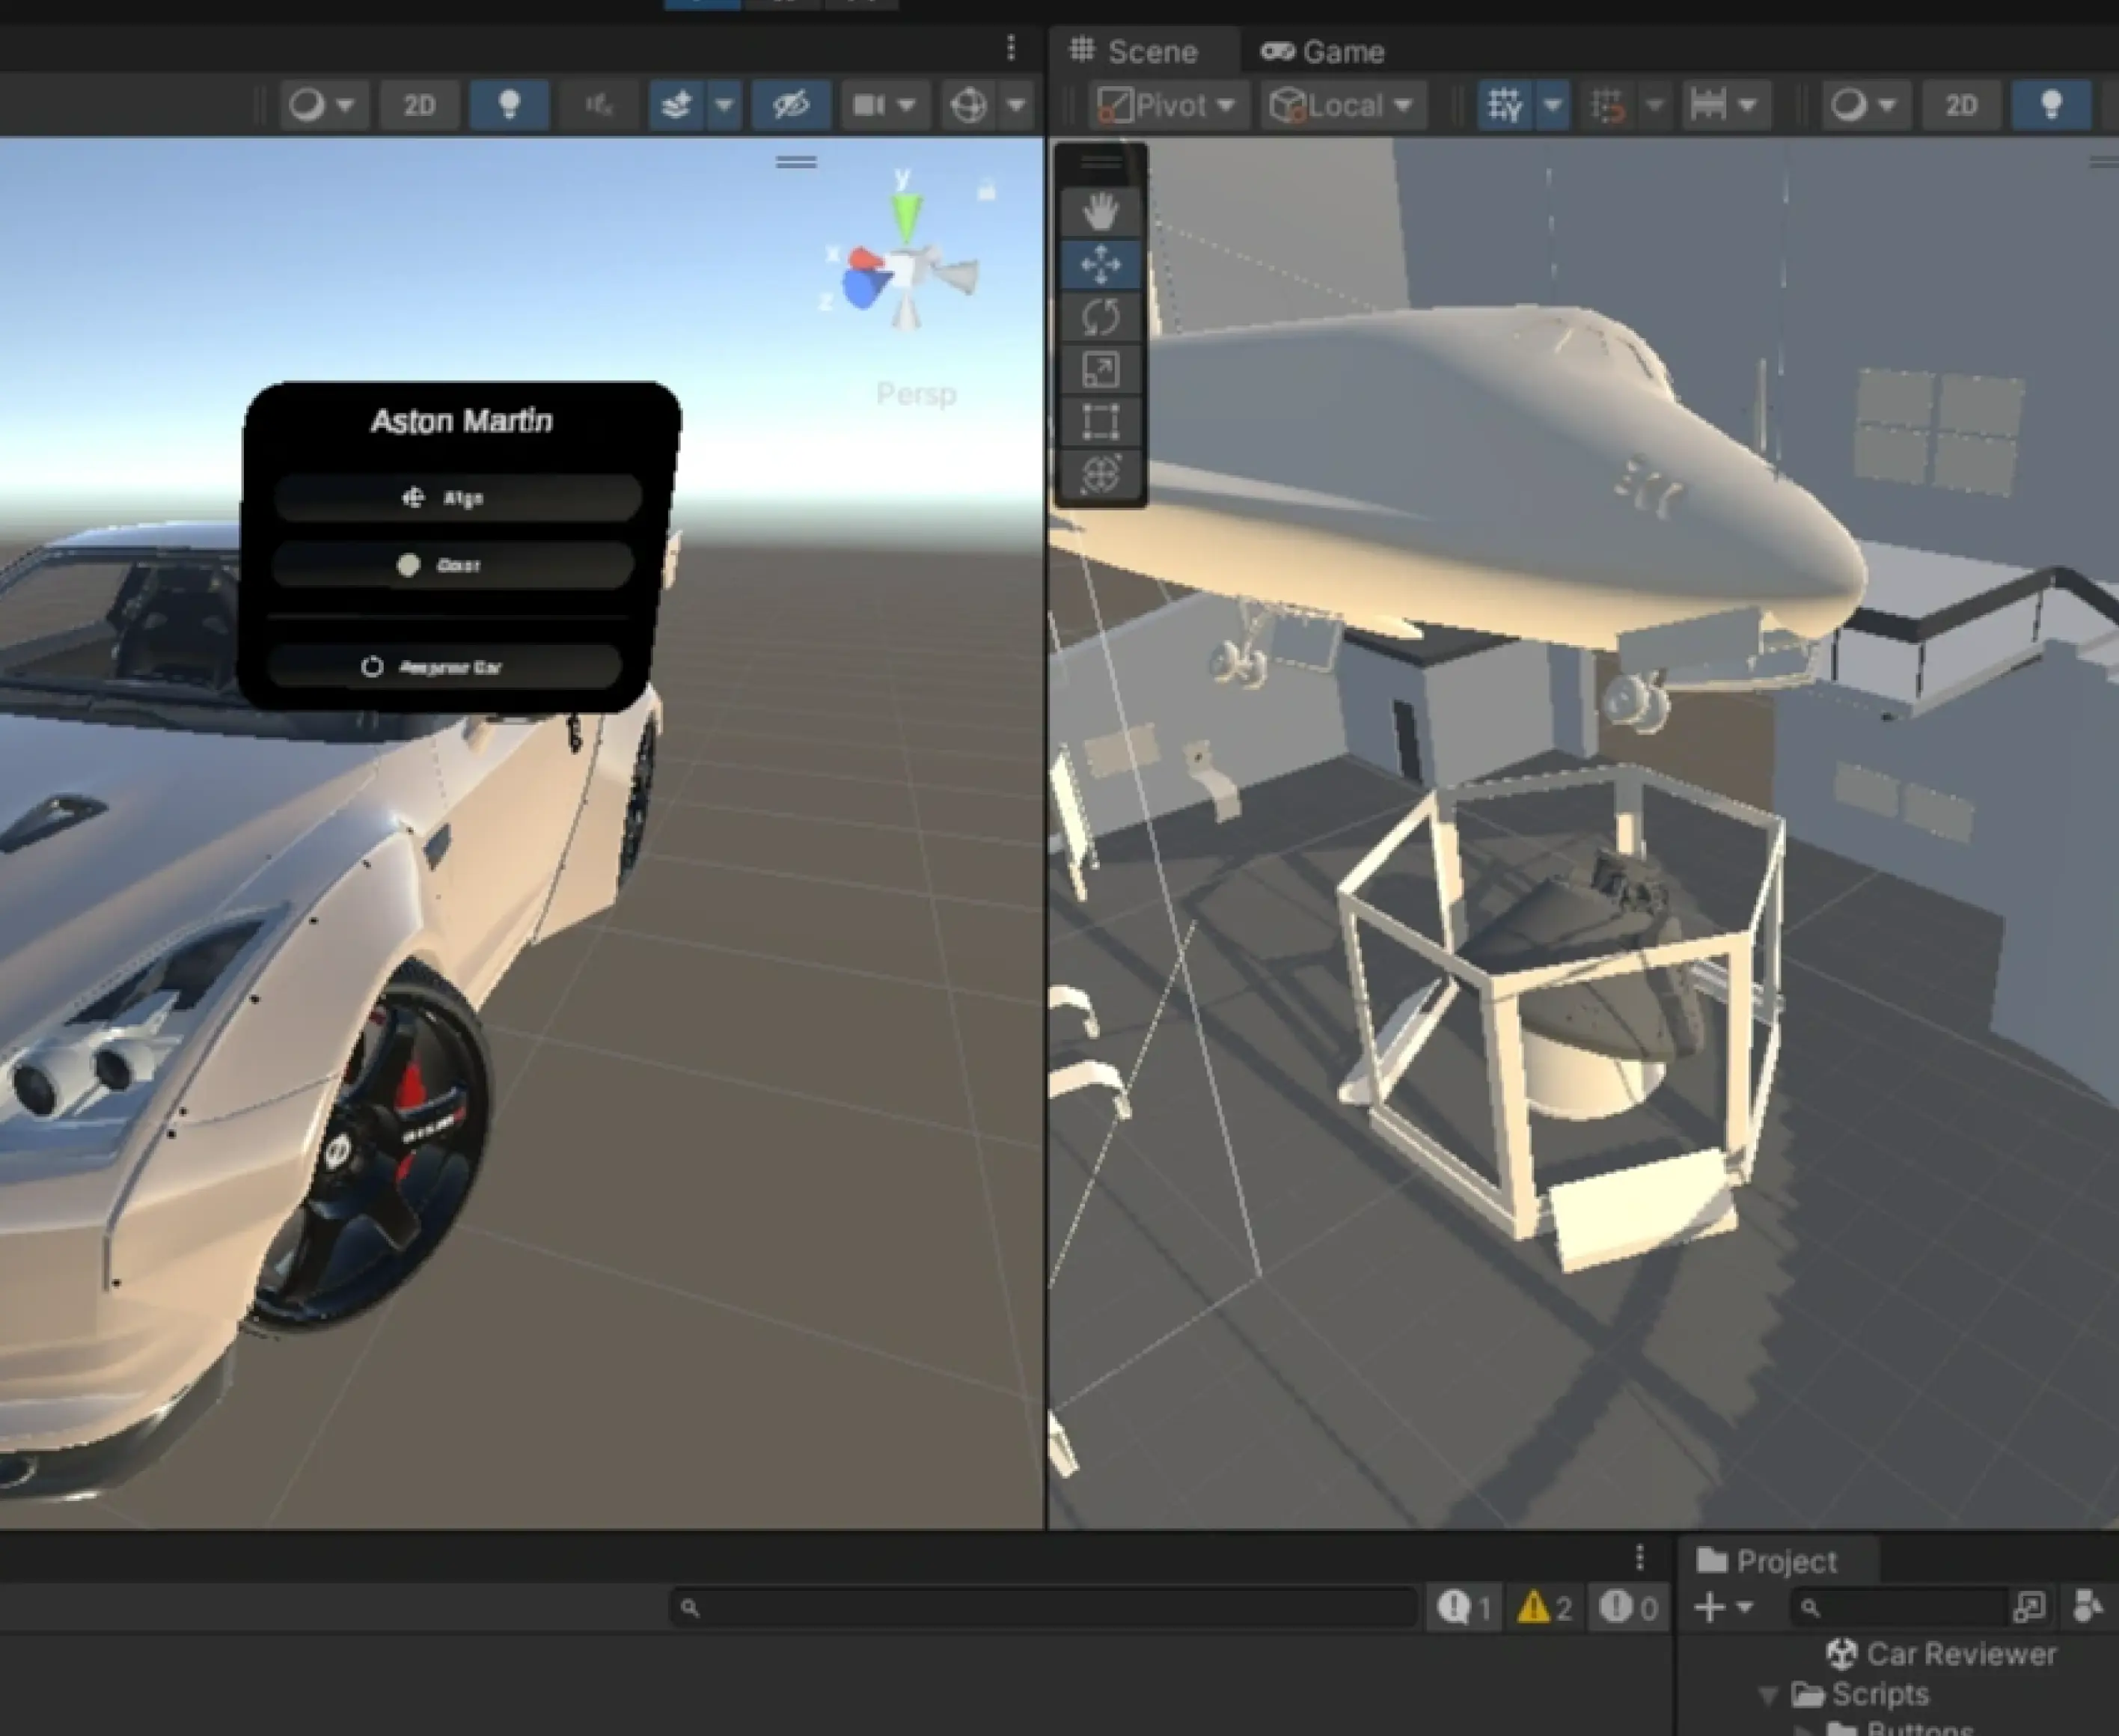 Scene
Game
2D
Pivot
Local
2D
y
x
z
Persp
Aston Martin
Align
Color
Car
1
2
0
Project
Car Reviewer
Scripts
Buttons